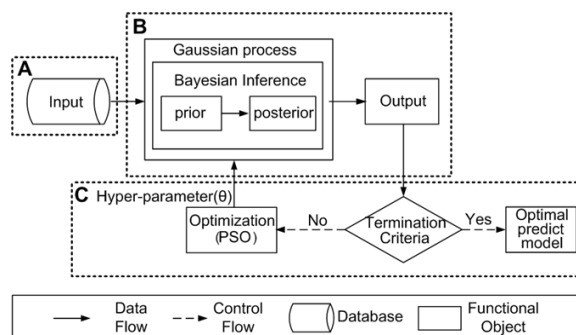 A
Input
B
Gaussian process
Bayesian Inference
prior
posterior
Output
C
Hyper-parameter(θ)
Optimization
(PSO)
No
Termination
Criteria
Yes
Optimal
predict
model
Data
Flow
Control
Flow
Database
Functional
Object